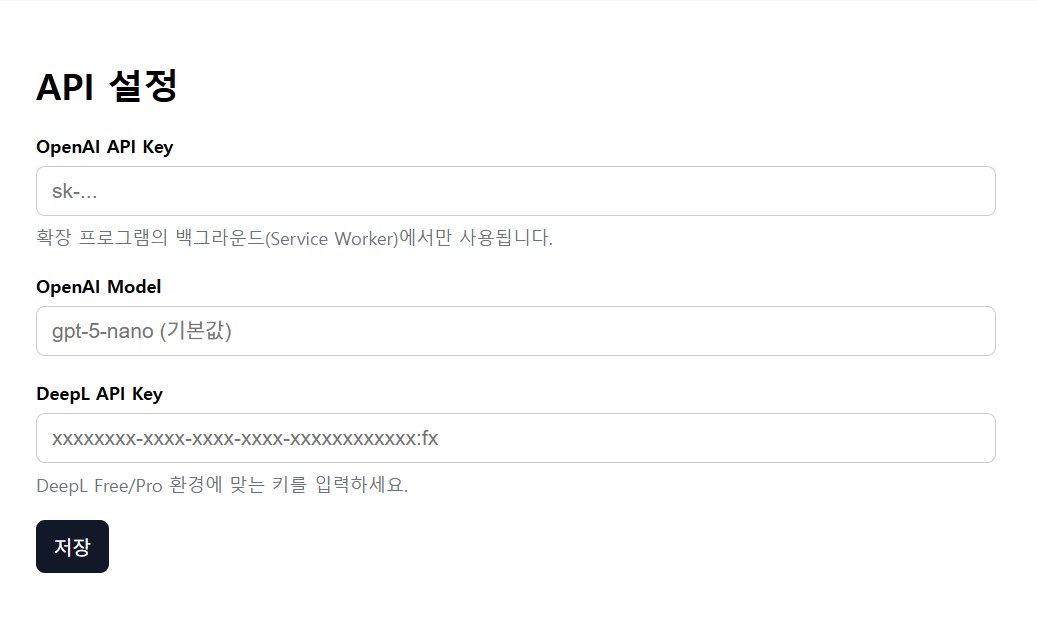 API 설정
OpenAI API Key
sk-...
확장 프로그램의 백그라운드(Service Worker)에서만 사용됩니다.
OpenAI Model
gpt-5-nano (기본값)
DeepL API Key
xxxxxxxx-xxxx-xxxx-xxxx-xxxxxxxxxxxx:fx
DeepL Free/Pro 환경에 맞는 키를 입력하세요.
저장